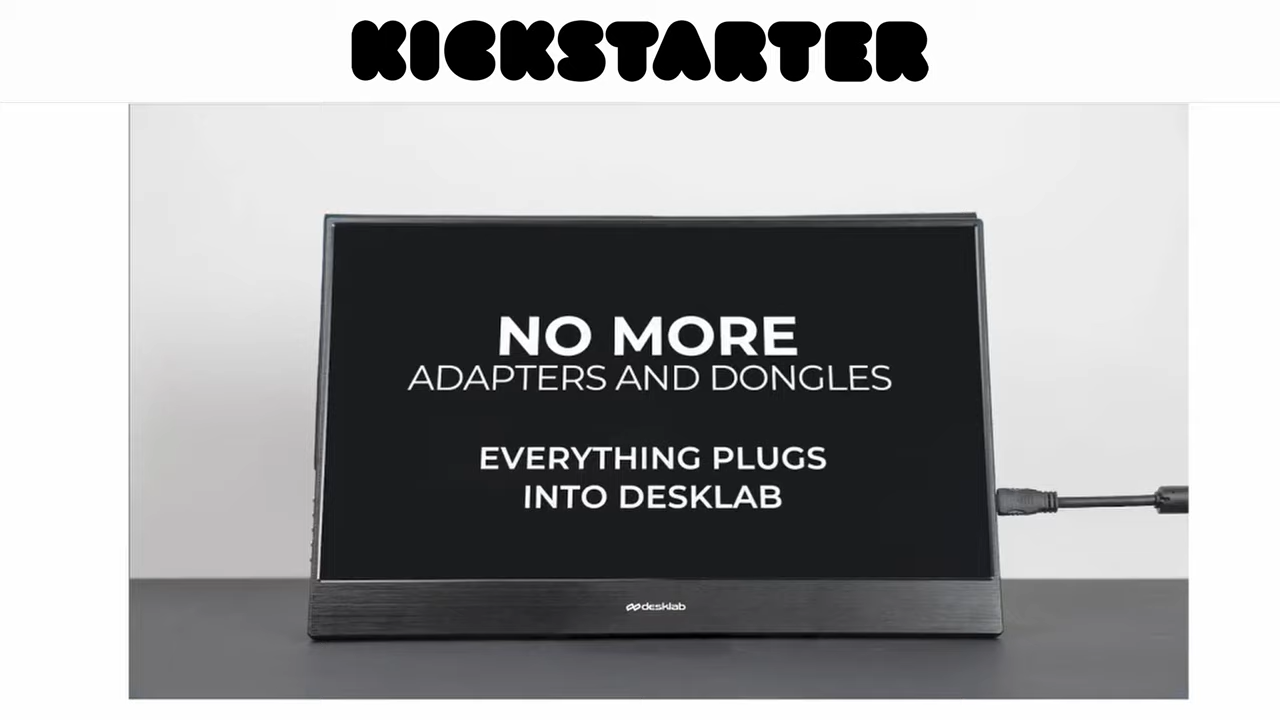 KICKSTARTER
NO MORE
ADAPTERS AND DONGLES
EVERYTHING PLUGS
INTO DESKLAB
desklab